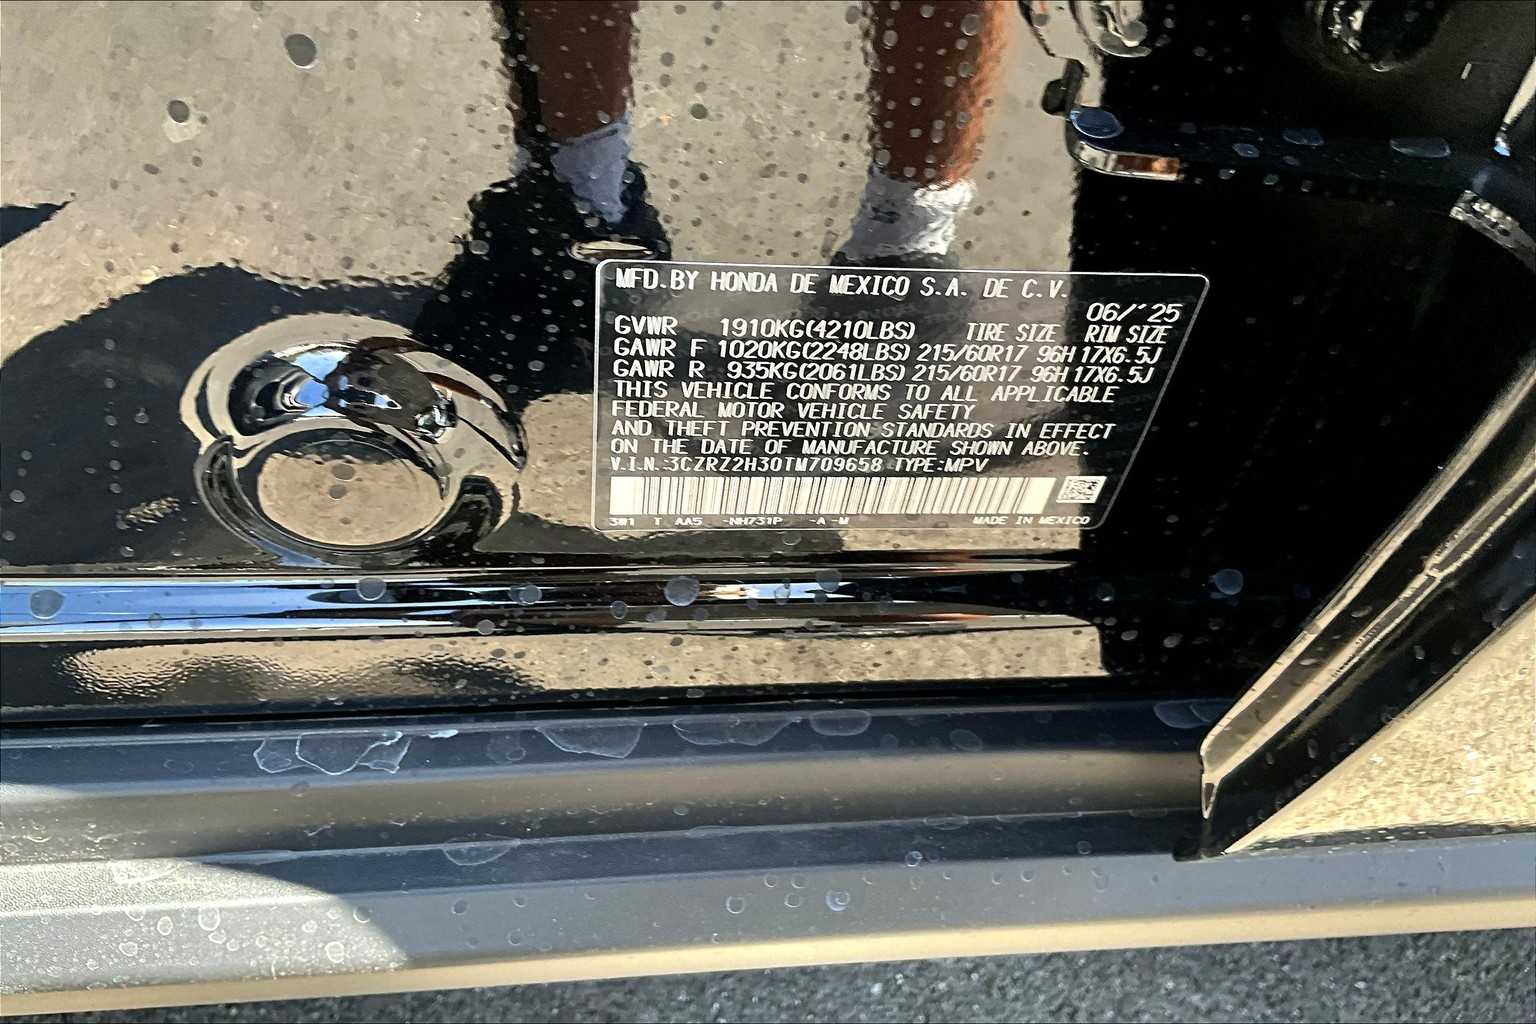 MFD.BY HONDA DE MEXICO S.A. DE C.V.
06/'25
GVWR 1910KG(4210LBS) TIRE SIZE RIM SIZE
GAWR F 1020KG(2248LBS) 215/60R17 96H 17X6.5J
GAWR R 935KG(2061LBS) 215/60R17 96H 17X6.5J
THIS VEHICLE CONFORMS TO ALL APPLICABLE
FEDERAL MOTOR VEHICLE SAFETY
AND THEFT PREVENTION STANDARDS IN EFFECT
ON THE DATE OF MANUFACTURE SHOWN ABOVE.
V.I.N.:3CZRZ2H30TM709658 TYPE:MPV
3W1 T AA5 -NH731P -A -M MADE IN MEXICO